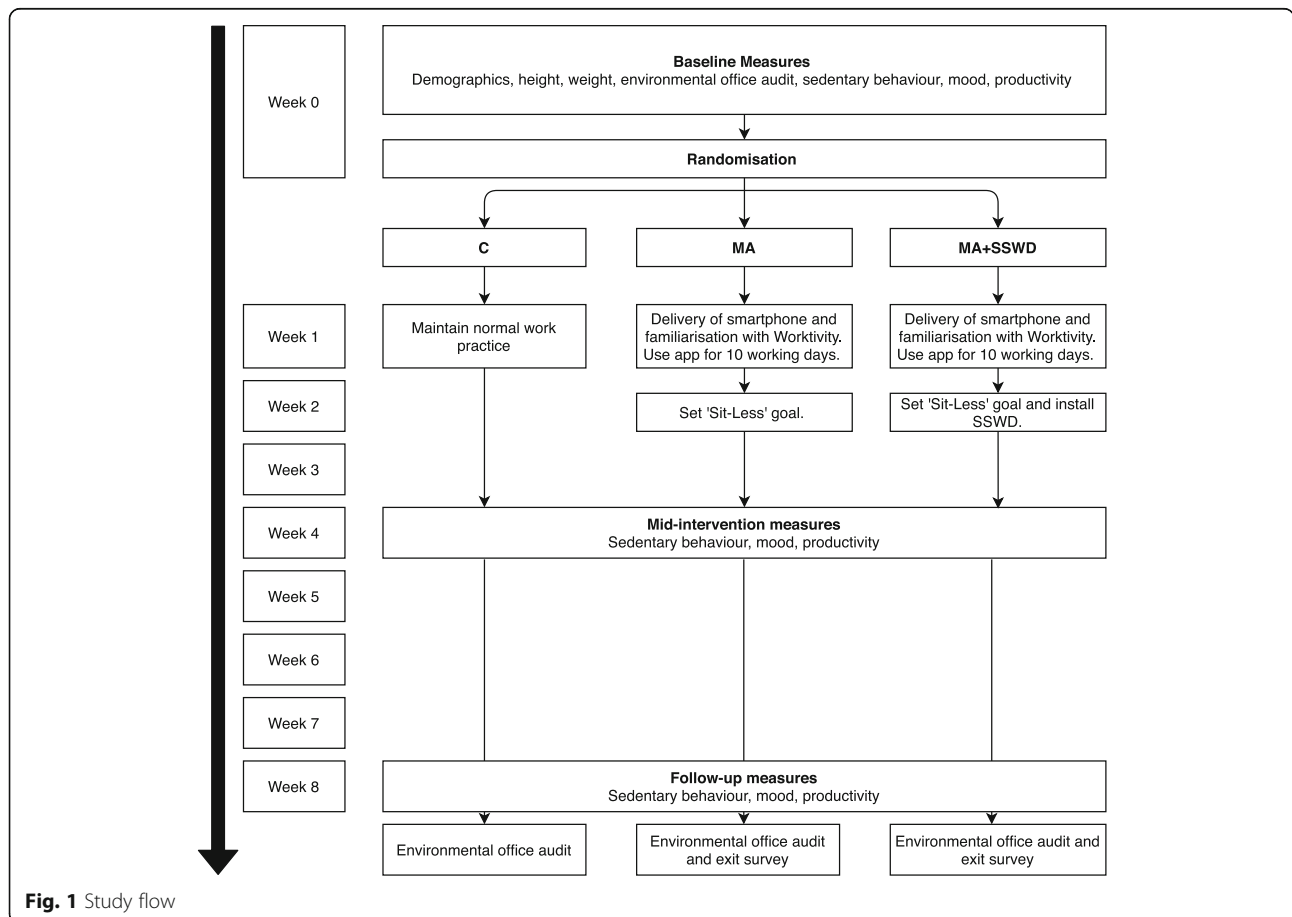 Week 0
Baseline Measures
Demographics, height, weight, environmental office audit, sedentary behaviour, mood, productivity
Randomisation
C
MA
MA+SSWD
Week 1
Maintain normal work
practice
Delivery of smartphone and
familiarisation with Worktivity.
Use app for 10 working days.
Delivery of smartphone and
familiarisation with Worktivity.
Use app for 10 working days.
Week 2
Set 'Sit-Less' goal.
Set 'Sit-Less' goal and install
SSWD.
Week 3
Week 4
Mid-intervention measures
Sedentary behaviour, mood, productivity
Week 5
Week 6
Week 7
Week 8
Follow-up measures
Sedentary behaviour, mood, productivity
Environmental office audit
Environmental office audit
and exit survey
Environmental office audit and
exit survey
Fig. 1 Study flow